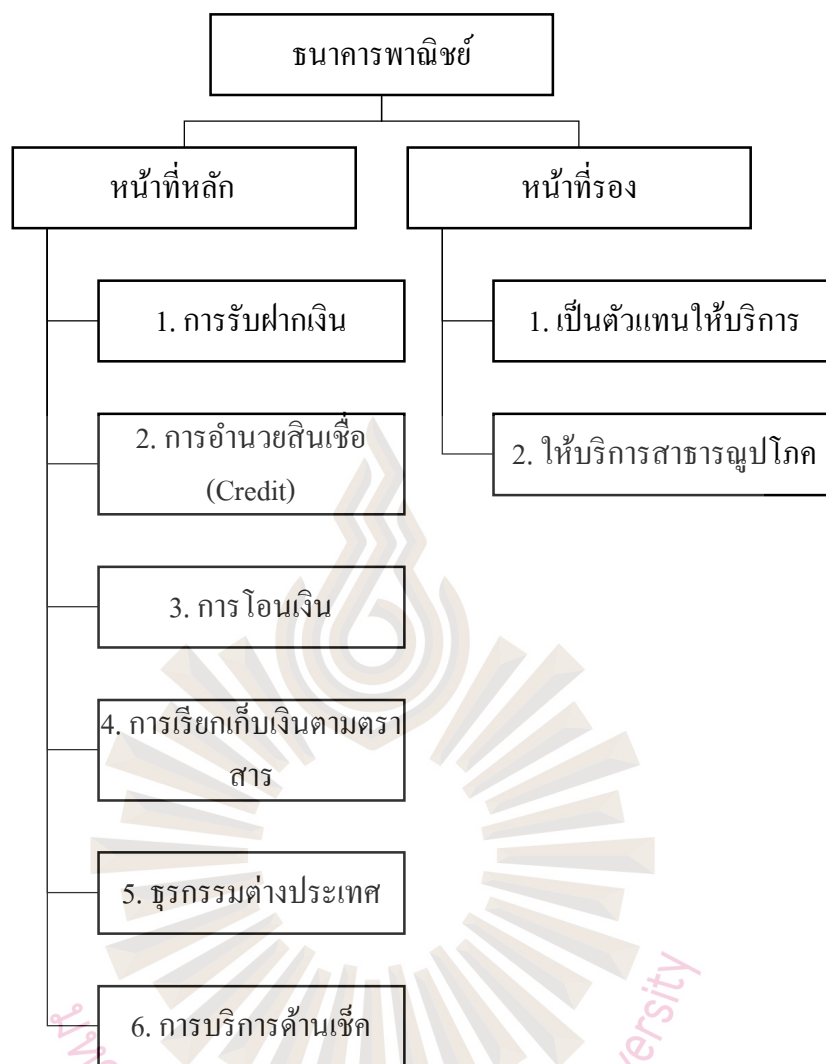 ธนาคารพาณิชย์
หน้าที่หลัก
หน้าที่รอง
1. การรับฝากเงิน
2. การอำนวยสินเชื่อ
(Credit)
3. การโอนเงิน
4. การเรียกเก็บเงินตามตรา
สาร
5. ธุรกรรมต่างประเทศ
6. การบริการด้านเช็ค
1. เป็นตัวแทนให้บริการ
2. ให้บริการสาธารณูปโภค